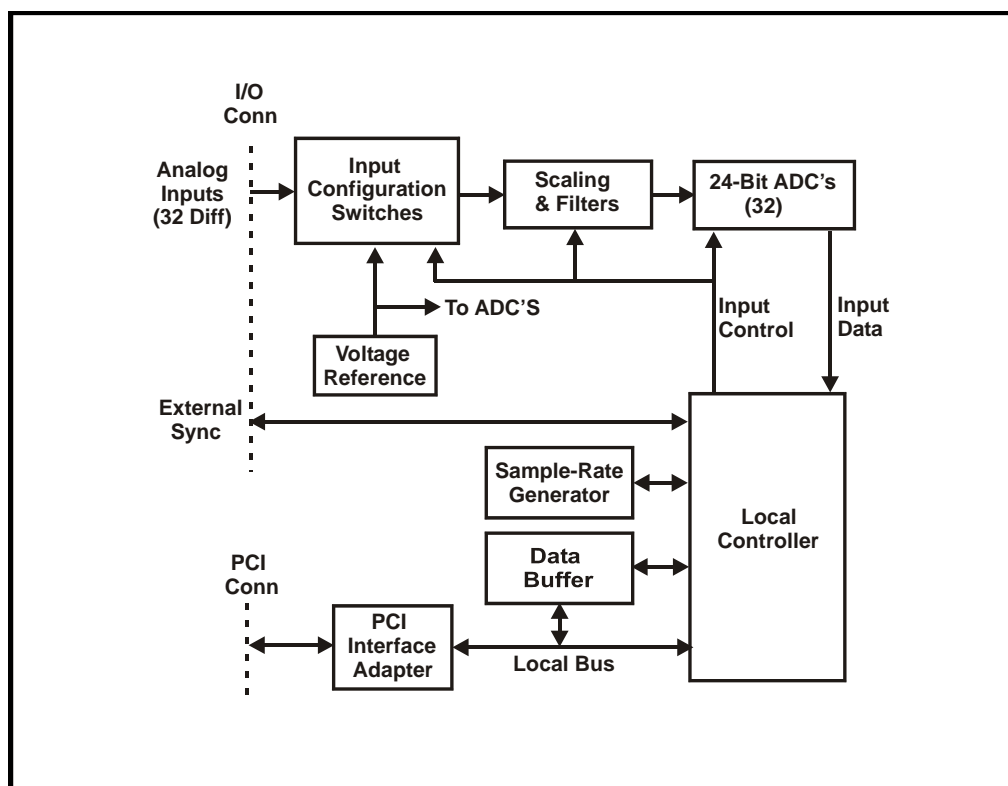 I/O
Conn
Analog
Inputs
(32 Diff)
Input
Configuration
Switches
Scaling
& Filters
24-Bit ADC's
(32)
To ADC'S
Input
Control
Input
Data
Voltage
Reference
External
Sync
Sample-Rate
Generator
Local
Controller
Data
Buffer
PCI
Conn
PCI
Interface
Adapter
Local Bus